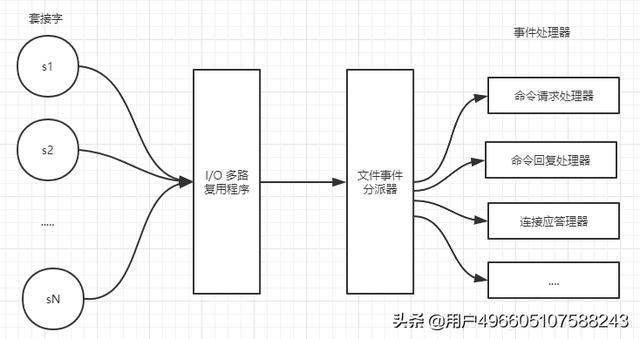 套接字
事件处理器
s1
命令请求处理器
s2
I/O 多路
复用程序
文件事件
分派器
命令回复处理器
.....
连接应答理器
sN
....
头条 @用户496605107588243